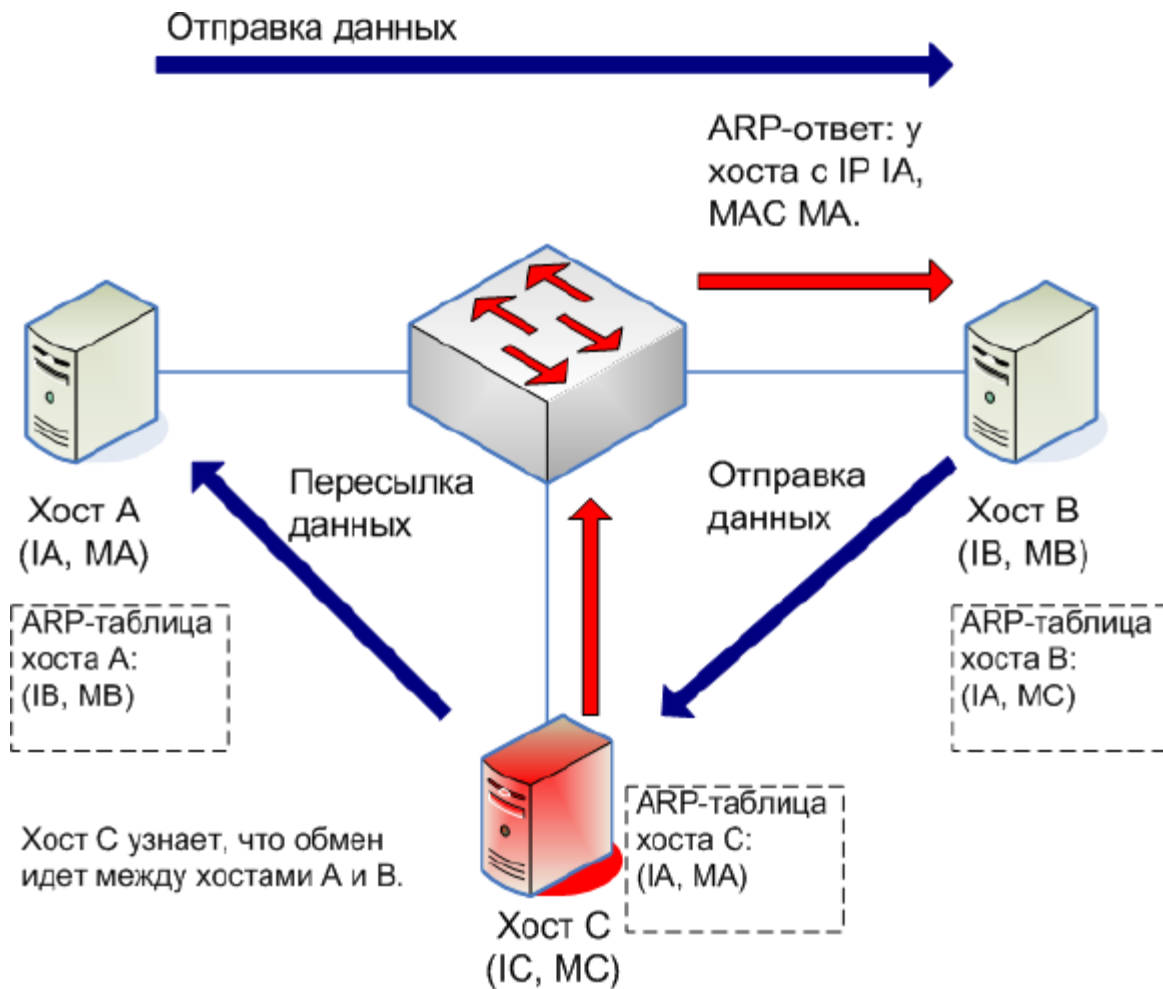 Отправка данных
ARP-ответ: у
хоста с IP IA,
MAC MA.
Пересылка
данных
Отправка
данных
Хост A
(IA, MA)
Хост B
(IB, MB)
ARP-таблица
хоста A:
(IB, MB)
ARP-таблица
хоста B:
(IA, MC)
Хост C узнает, что обмен
идет между хостами A и B.
ARP-таблица
хоста C:
(IA, MA)
Хост C
(IC, MC)